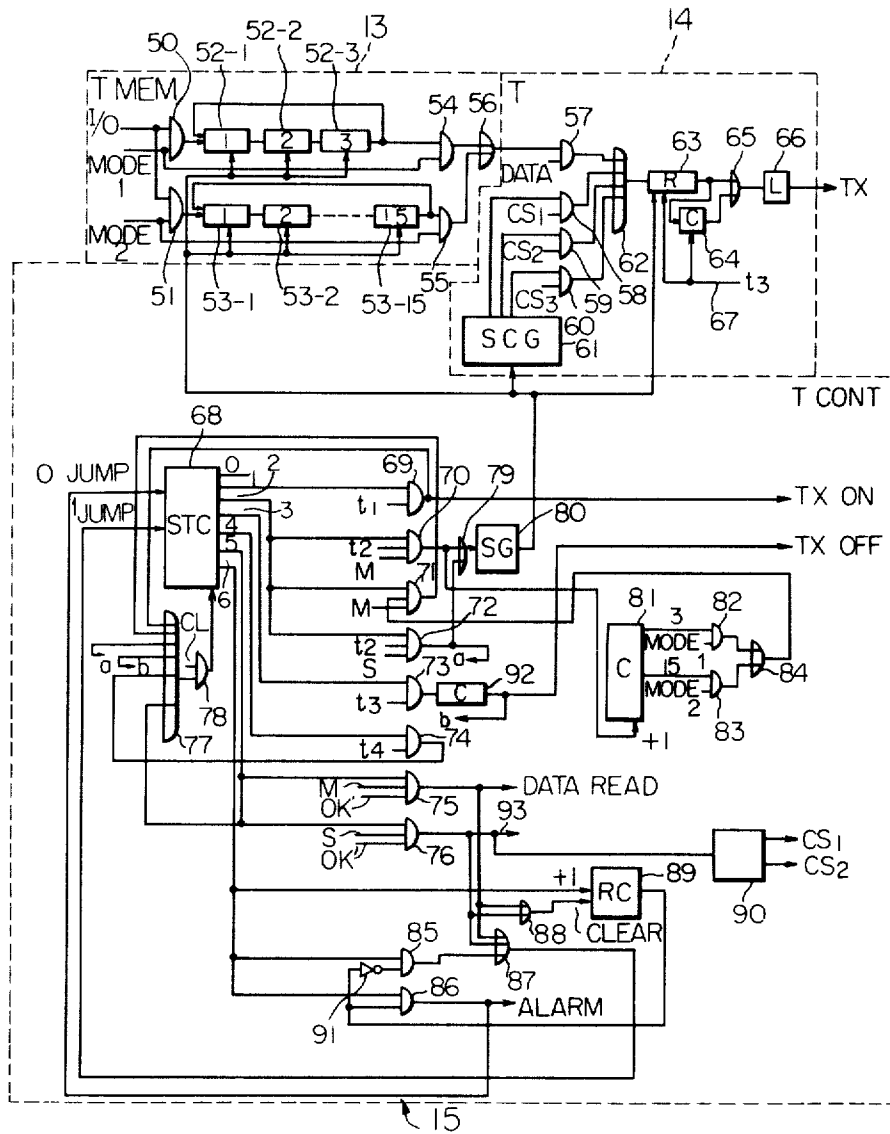 13
14
50
52-1
52-2
52-3
T MEM
I/O
1
2
3
54
56
T
57
MODE
1
DATA
63
65
66
R
L
TX
C
64
CS1
CS2
CS3
62
t3
67
MODE
2
1
2
15
51
53-1
53-2
53-15
55
58
59
60
SCG
61
T CONT
68
0
1
2
3
4
5
6
0 JUMP
1 JUMP
STC
69
t1
TX ON
70
79
80
t2
M
SG
TX OFF
71
M
81
82
3
MODE
1
C
15
MODE
2
83
84
+1
CL
a
b
78
77
72
t2
S
a
73
92
t3
C
b
74
t4
M
OK'
75
DATA READ
S
OK'
76
93
CS1
CS2
90
+1
RC
89
88
CLEAR
85
87
91
86
ALARM
15